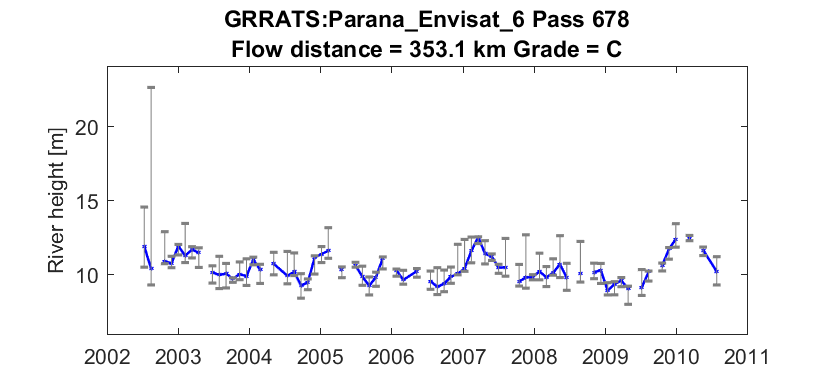 GRRATS:Parana_Envisat_6 Pass 678
Flow distance = 353.1 km Grade = C
River height [m]
20
15
10
2002 2003 2004 2005 2006 2007 2008 2009 2010 2011